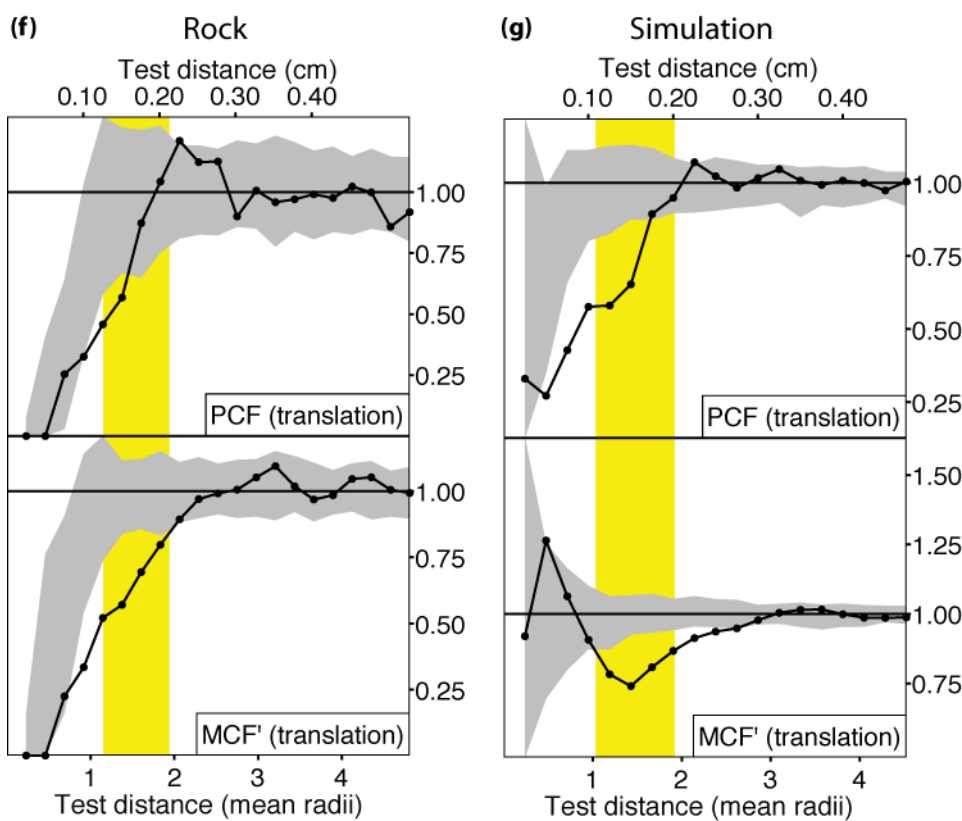 (f) Rock
Test distance (cm)
0.10 0.20 0.30 0.40
1.00
0.75
0.50
0.25
PCF (translation)
1.00
0.75
0.50
0.25
MCF' (translation)
1 2 3 4
Test distance (mean radii)
(g) Simulation
Test distance (cm)
0.10 0.20 0.30 0.40
1.00
0.75
0.50
0.25
PCF (translation)
1.50
1.25
1.00
0.75
MCF' (translation)
1 2 3 4
Test distance (mean radii)